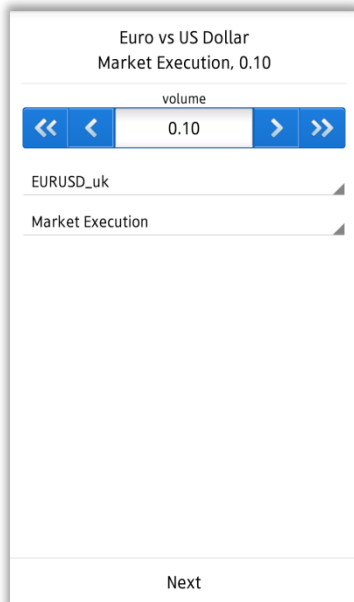 Euro vs US Dollar
Market Execution, 0.10
volume
0.10
EURUSD_uk
Market Execution
Next